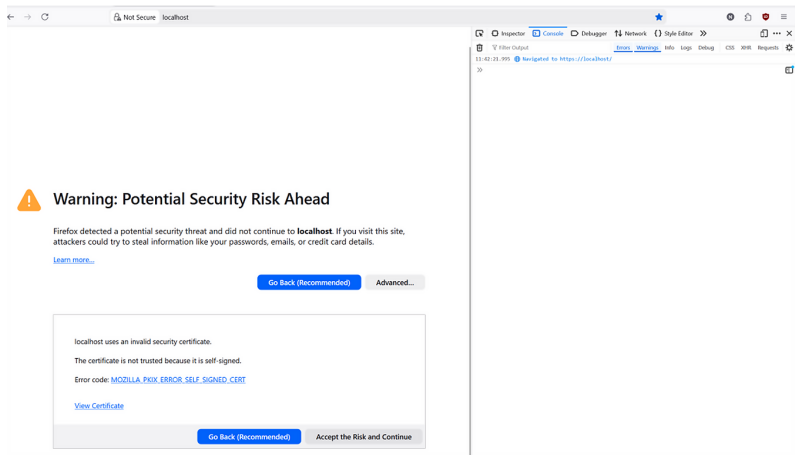 Not Secure localhost
Inspector Console Debugger Network {} Style Editor
Filter Output Errors Warnings Info Logs Debug CSS XHR Requests
11:42:21.995 Navigated to https://localhost/
Warning: Potential Security Risk Ahead
Firefox detected a potential security threat and did not continue to localhost. If you visit this site,
attackers could try to steal information like your passwords, emails, or credit card details.
Learn more...
Go Back (Recommended) Advanced...
localhost uses an invalid security certificate.
The certificate is not trusted because it is self-signed.
Error code: MOZILLA_PKIX_ERROR_SELF_SIGNED_CERT
View Certificate
Go Back (Recommended) Accept the Risk and Continue